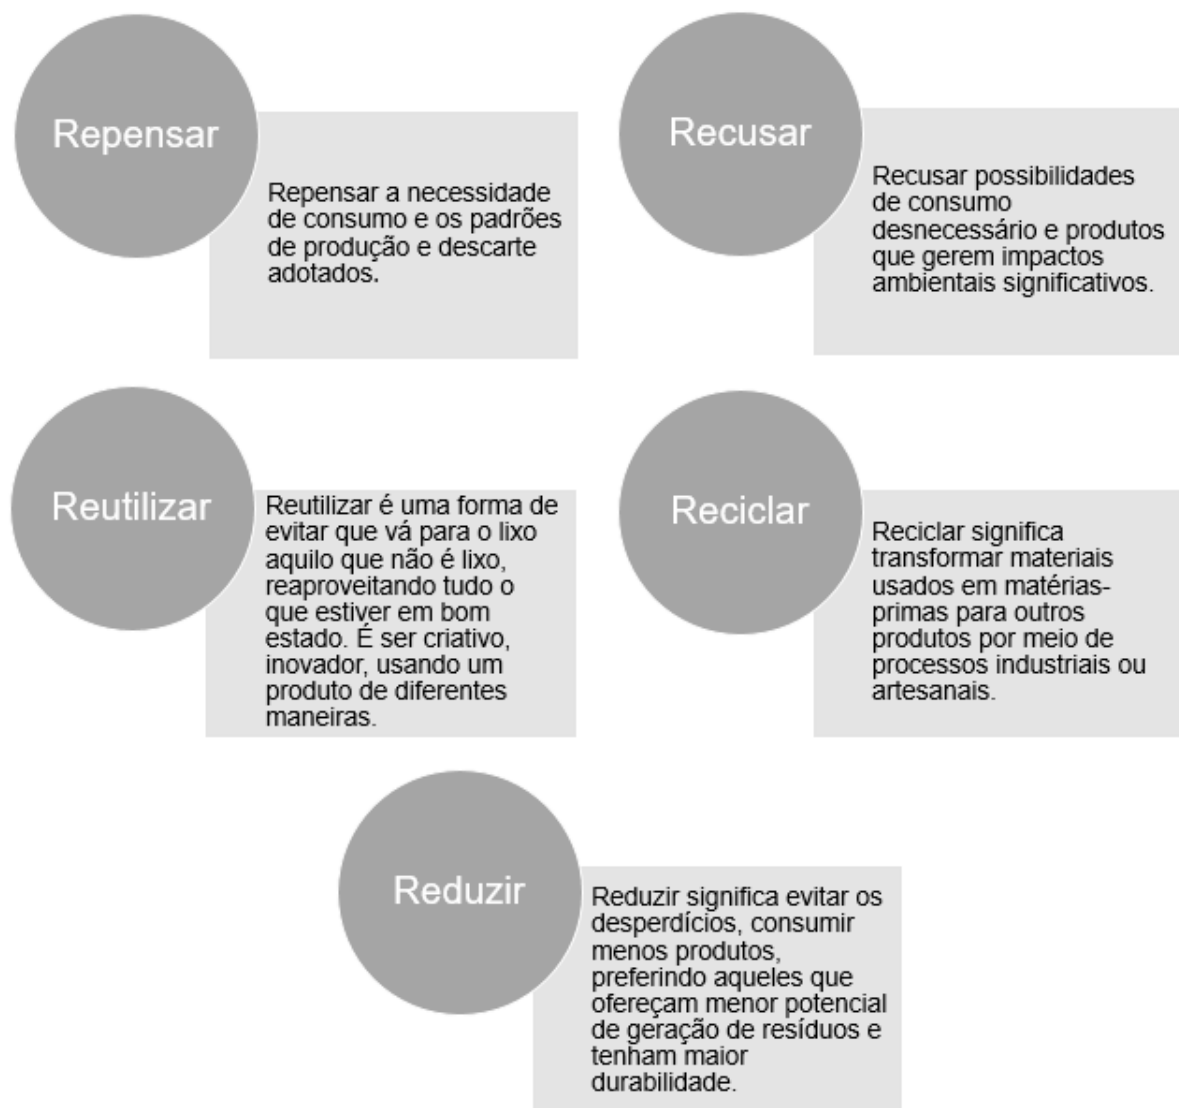 Repensar
Repensar a necessidade
de consumo e os padrões
de produção e descarte
adotados.
Recusar
Recusar possibilidades
de consumo
desnecessário e produtos
que gerem impactos
ambientais significativos.
Reutilizar
Reutilizar é uma forma de
evitar que vá para o lixo
aquilo que não é lixo,
reaproveitando tudo o
que estiver em bom
estado. É ser criativo,
inovador, usando um
produto de diferentes
maneiras.
Reciclar
Reciclar significa
transformar materiais
usados em matérias-
primas para outros
produtos por meio de
processos industriais ou
artesanais.
Reduzir
Reduzir significa evitar os
desperdícios, consumir
menos produtos,
preferindo aqueles que
ofereçam menor potencial
de geração de resíduos e
tenham maior
durabilidade.